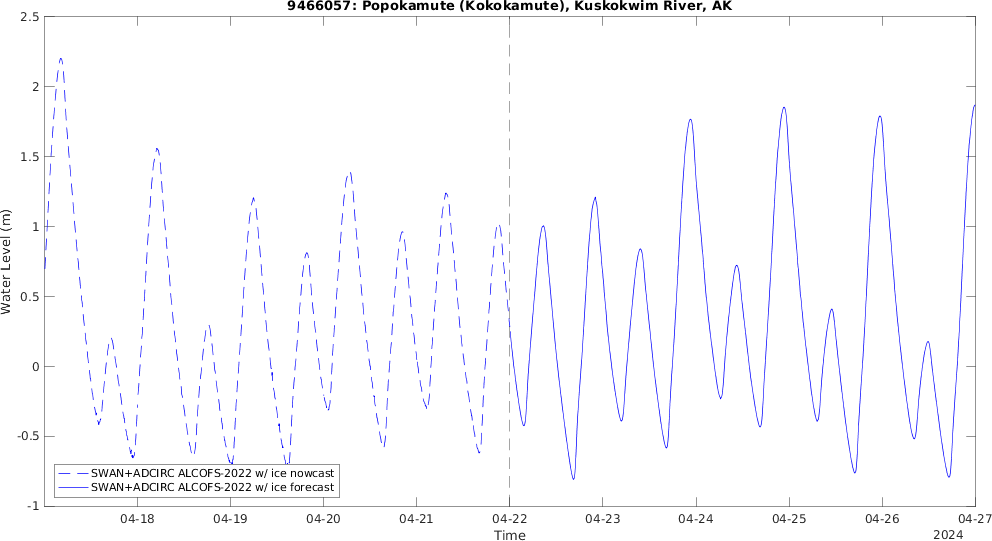 9466057: Popokamute (Kokokamute), Kuskokwim River, AK
2.5
2
1.5
1
0.5
0
-0.5
-1
Water Level (m)
SWAN+ADCIRC ALCOFS-2022 w/ ice nowcast
SWAN+ADCIRC ALCOFS-2022 w/ ice forecast
04-18 04-19 04-20 04-21 04-22 04-23 04-24 04-25 04-26 04-27
Time
2024